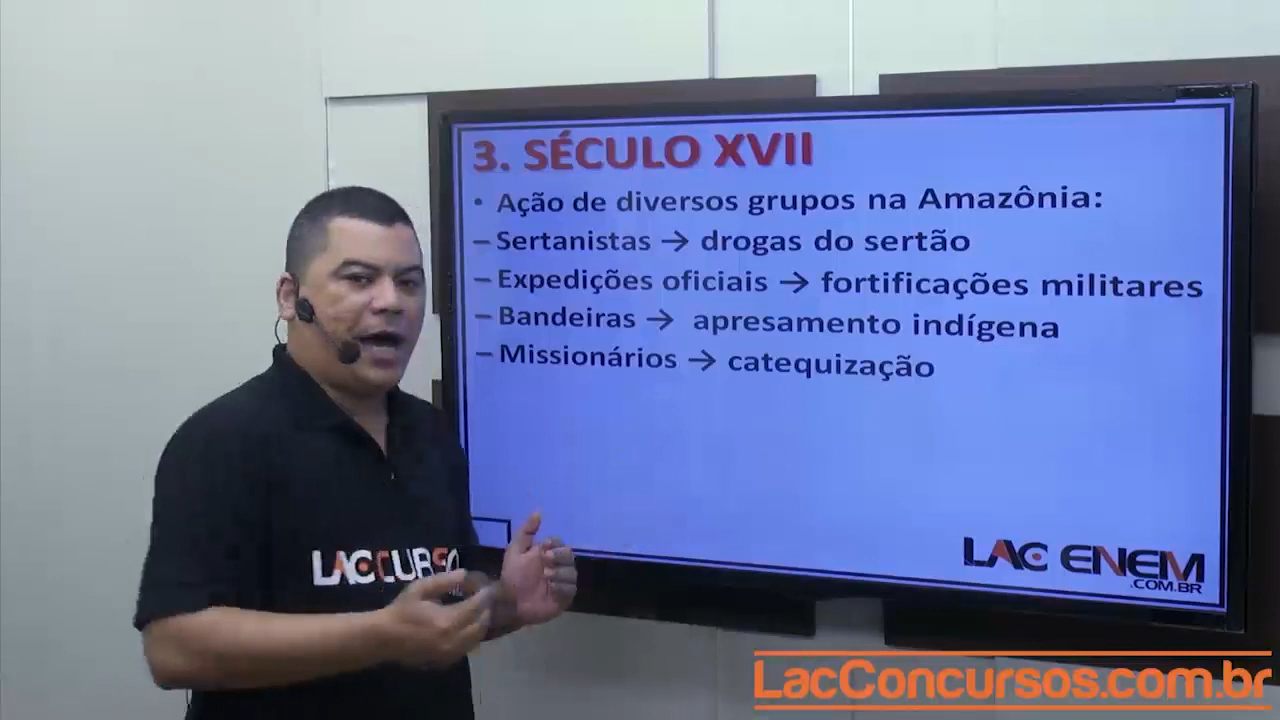 3. SÉCULO XVII
• Ação de diversos grupos na Amazônia:
– Sertanistas → drogas do sertão
– Expedições oficiais → fortificações militares
– Bandeiras → apresamento indígena
– Missionários → catequização
LAC ENEM
.COM.BR
LacConcursos.com.br